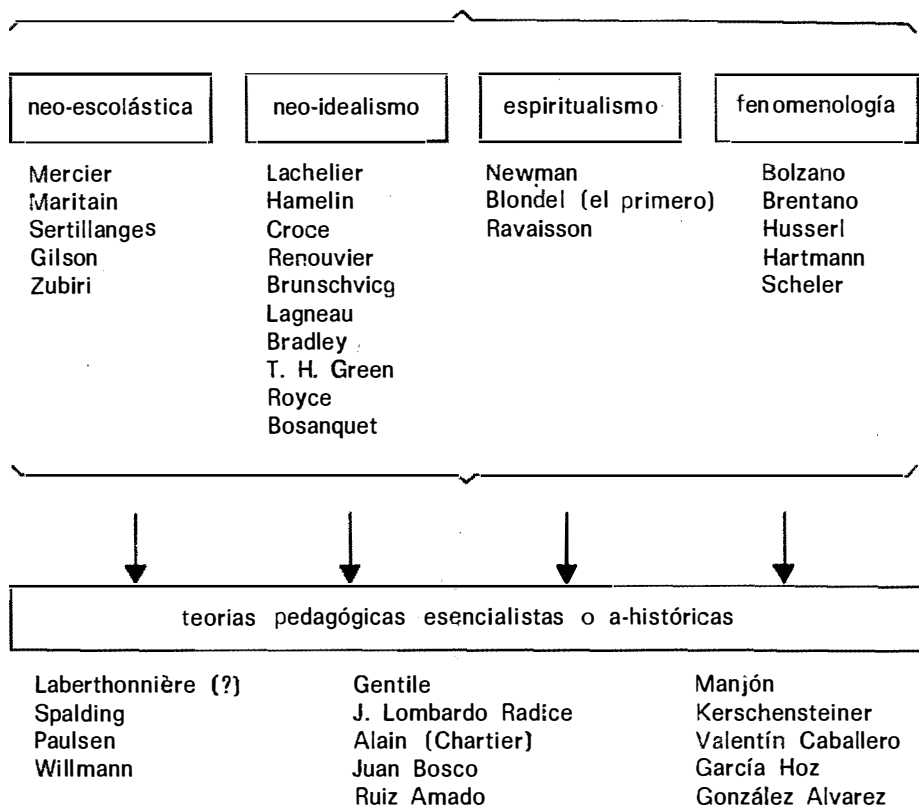 neo-escolástica
Mercier
Maritain
Sertillanges
Gilson
Zubiri
neo-idealismo
Lachelier
Hamelin
Croce
Renouvier
Brunschvicg
Lagneau
Bradley
T. H. Green
Royce
Bosanquet
espiritualismo
Newman
Blondel (el primero)
Ravaisson
fenomenología
Bolzano
Brentano
Husserl
Hartmann
Scheler
teorias pedagógicas esencialistas o a-históricas
Laberthonnière (?)
Spalding
Paulsen
Willmann
Gentile
J. Lombardo Radice
Alain (Chartier)
Juan Bosco
Ruiz Amado
Manjón
Kerschensteiner
Valentín Caballero
García Hoz
González Alvarez